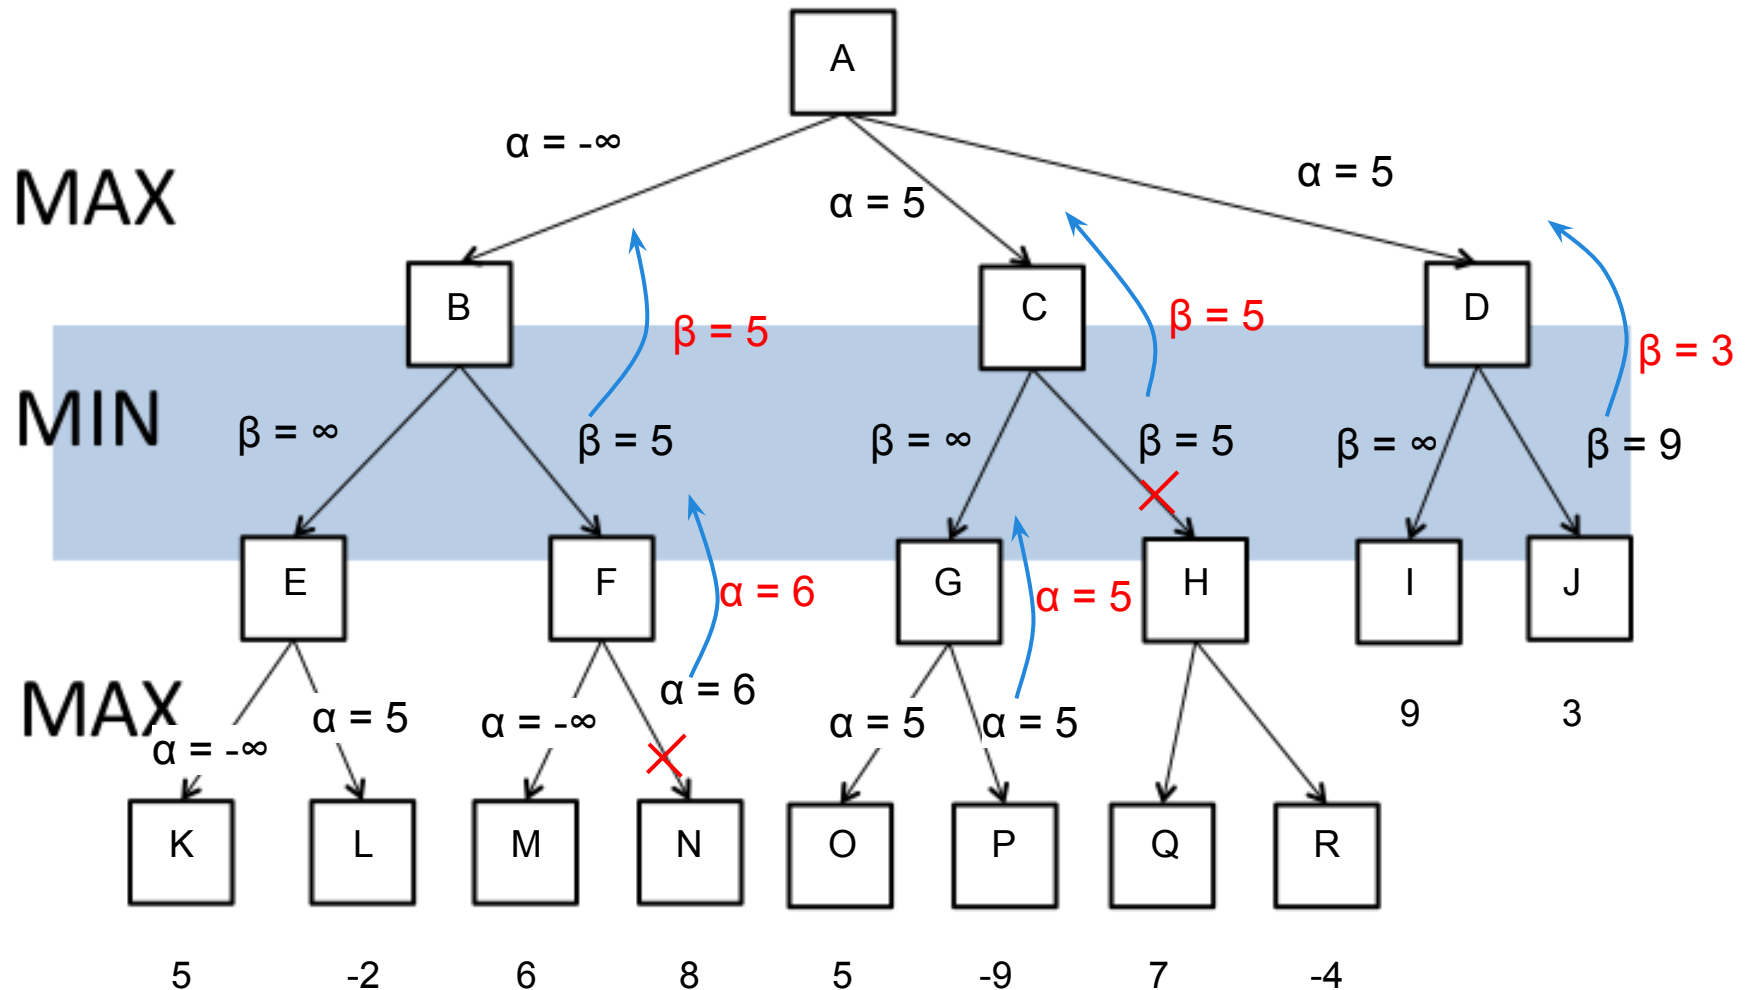 A
α = -∞
α = 5
α = 5
MAX
B
C
D
β = 5
β = 5
β = 3
MIN
β = ∞
β = 5
β = ∞
β = 5
β = ∞
β = 9
E
F
G
H
I
J
α = 6
α = 5
MAX
α = -∞
α = 5
α = -∞
α = 6
α = 5
α = 5
9
3
K
L
M
N
O
P
Q
R
5
-2
6
8
5
-9
7
-4